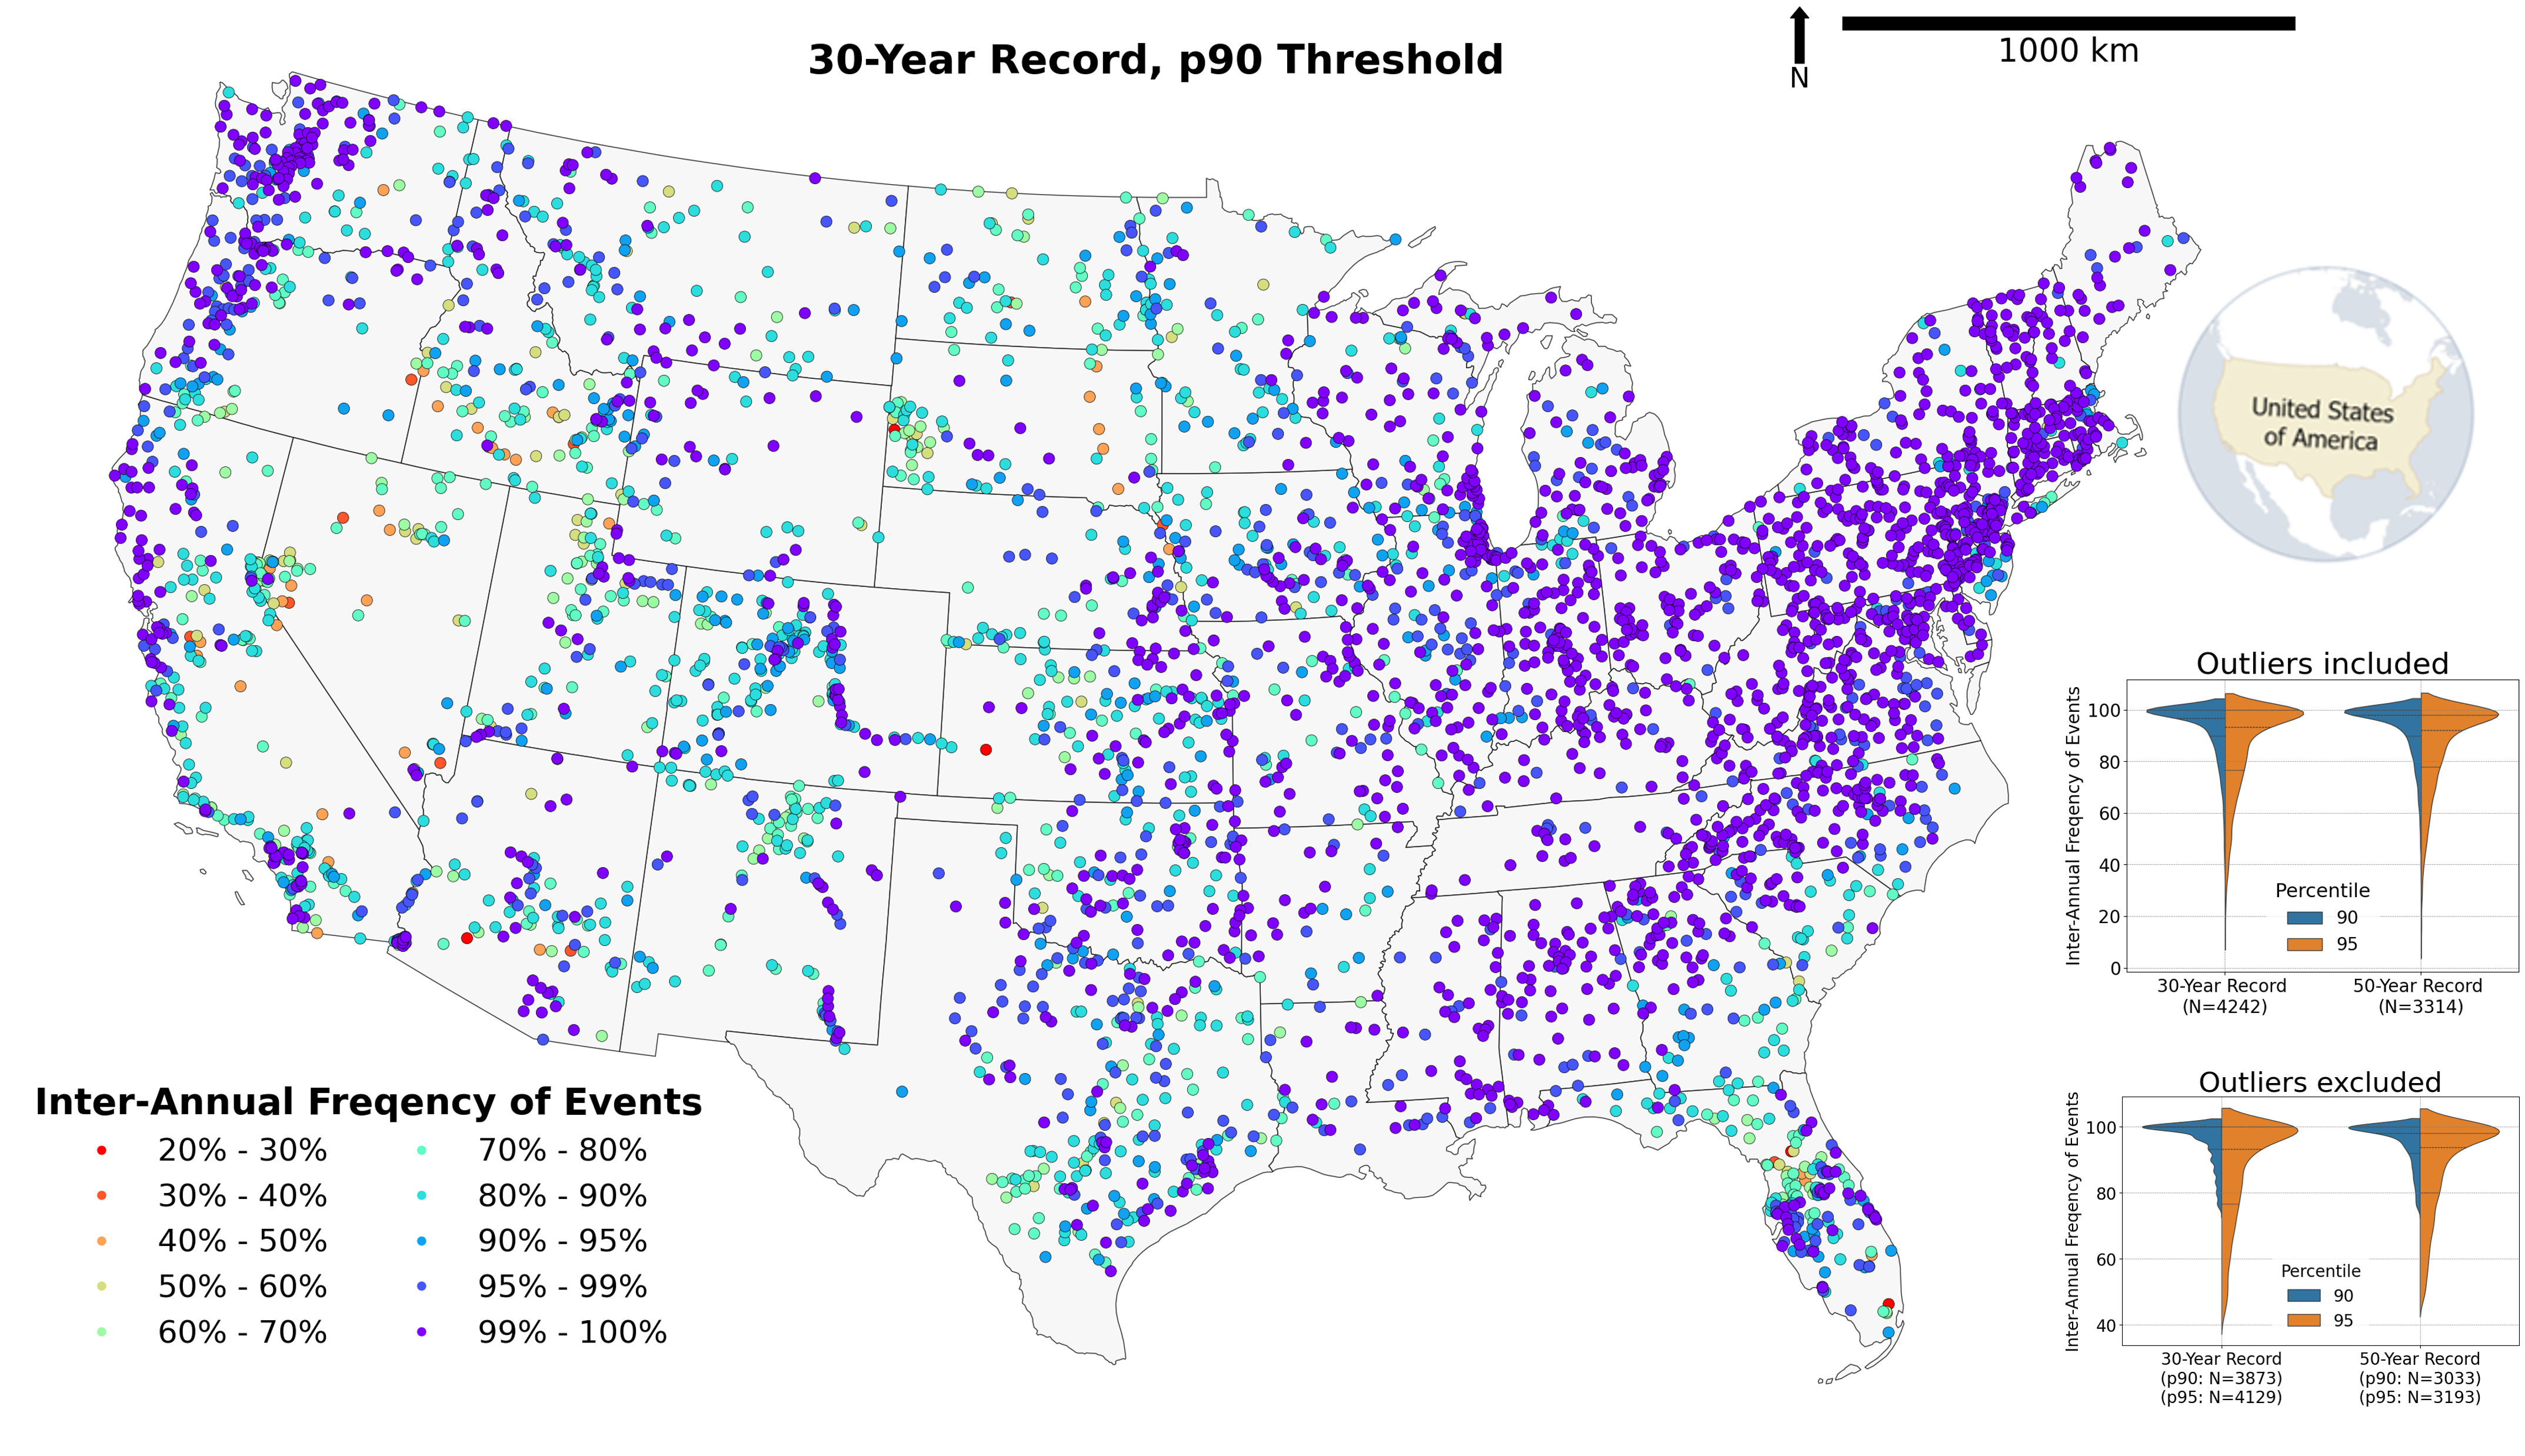 30-Year Record, p90 Threshold
N
1000 km
United States
of America
Outliers included
Inter-Annual Freqency of Events
100
80
60
40
20
0
Percentile
90
95
30-Year Record
(N=4242)
50-Year Record
(N=3314)
Outliers excluded
Inter-Annual Freqency of Events
100
80
60
40
Percentile
90
95
30-Year Record
(p90: N=3873)
(p95: N=4129)
50-Year Record
(p90: N=3033)
(p95: N=3193)
Inter-Annual Freqency of Events
20% - 30%
30% - 40%
40% - 50%
50% - 60%
60% - 70%
70% - 80%
80% - 90%
90% - 95%
95% - 99%
99% - 100%